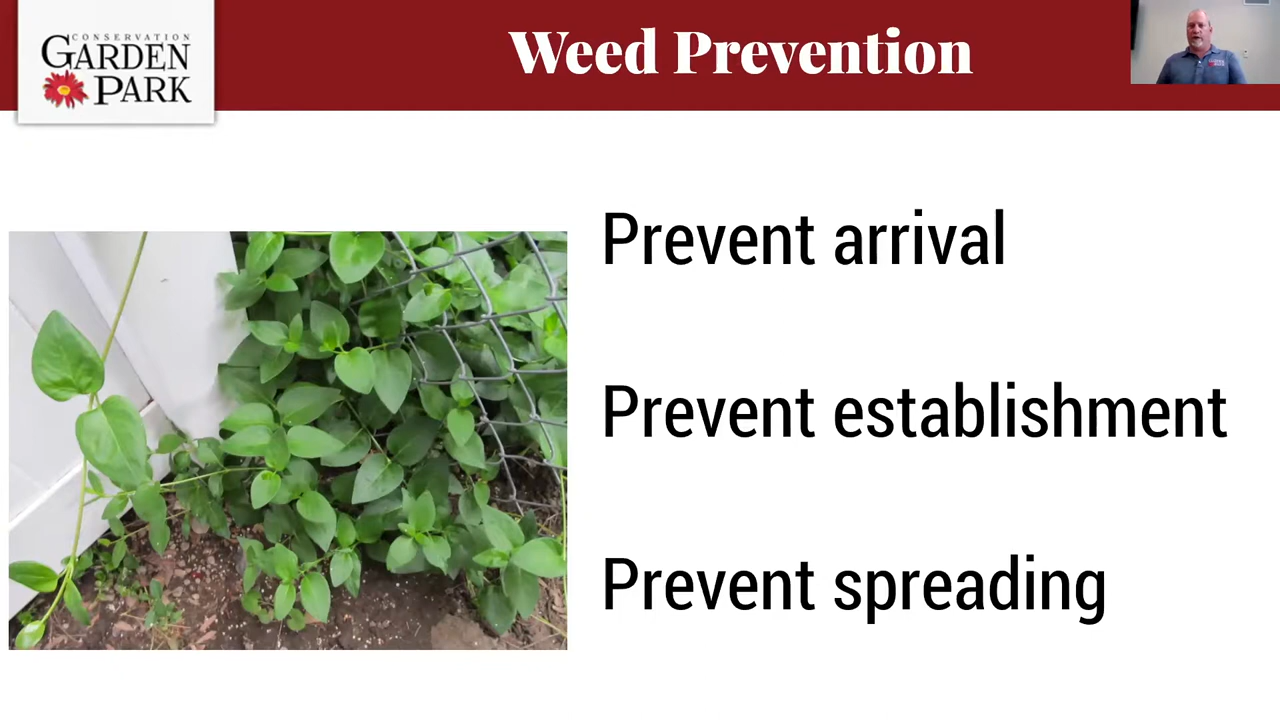 CONSERVATION
GARDEN
PARK
Weed Prevention
Prevent arrival
Prevent establishment
Prevent spreading